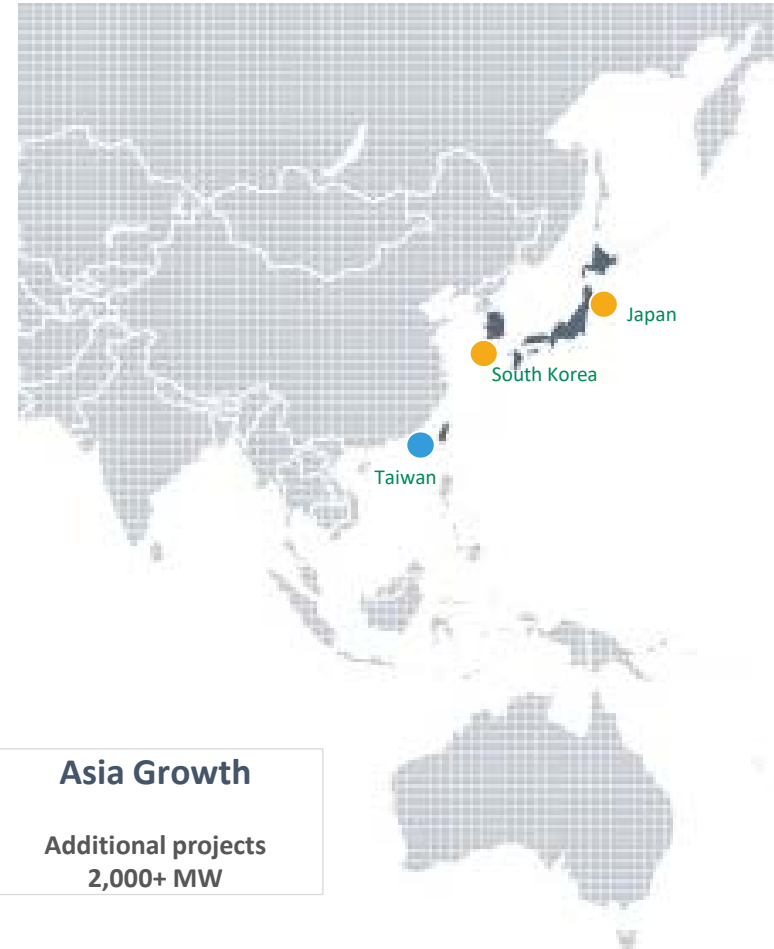 Japan
South Korea
Taiwan
Asia Growth
Additional projects
2,000+ MW